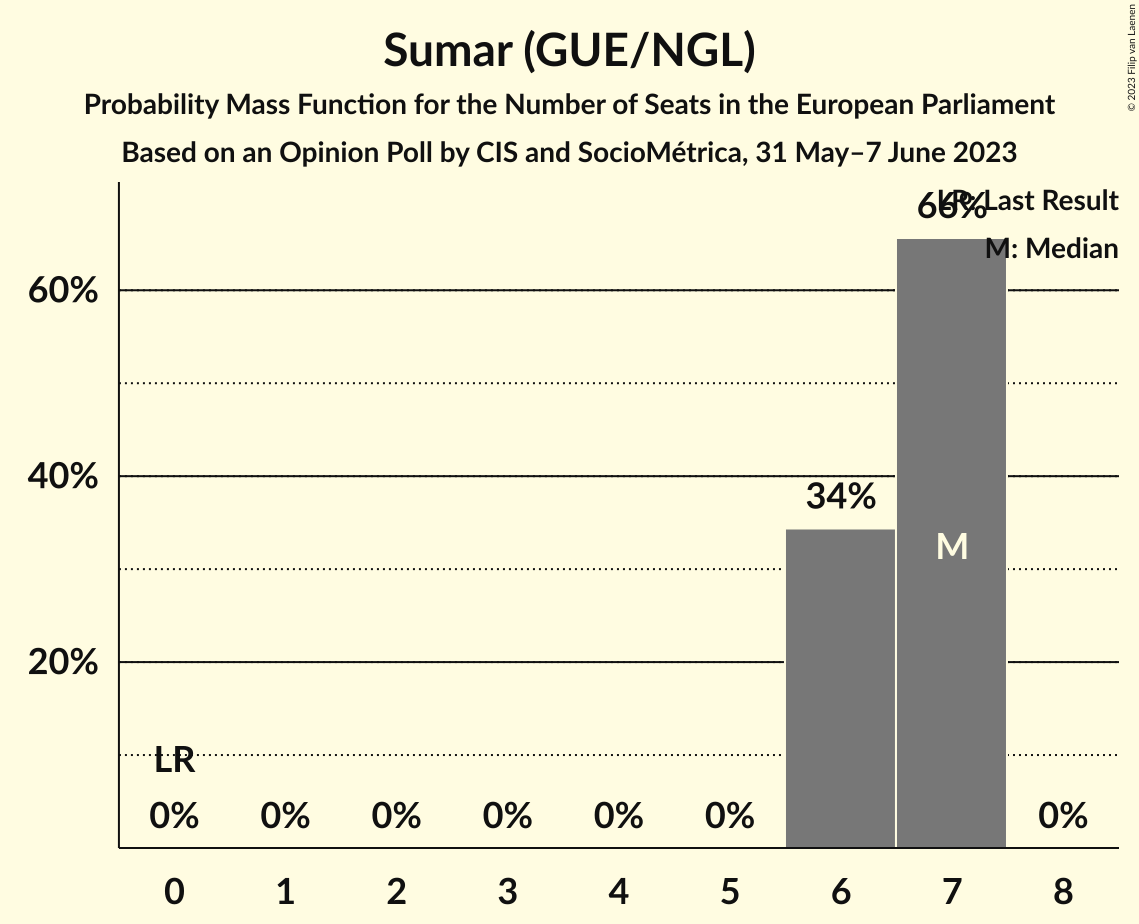 Sumar (GUE/NGL)
Probability Mass Function for the Number of Seats in the European Parliament
Based on an Opinion Poll by CIS and SocioMétrica, 31 May–7 June 2023
© 2023 Filip van Laenen
LR: Last Result
M: Median
66%
60%
40%
34%
M
20%
LR
0% 0% 0% 0% 0% 0% 0%
0 1 2 3 4 5 6 7 8